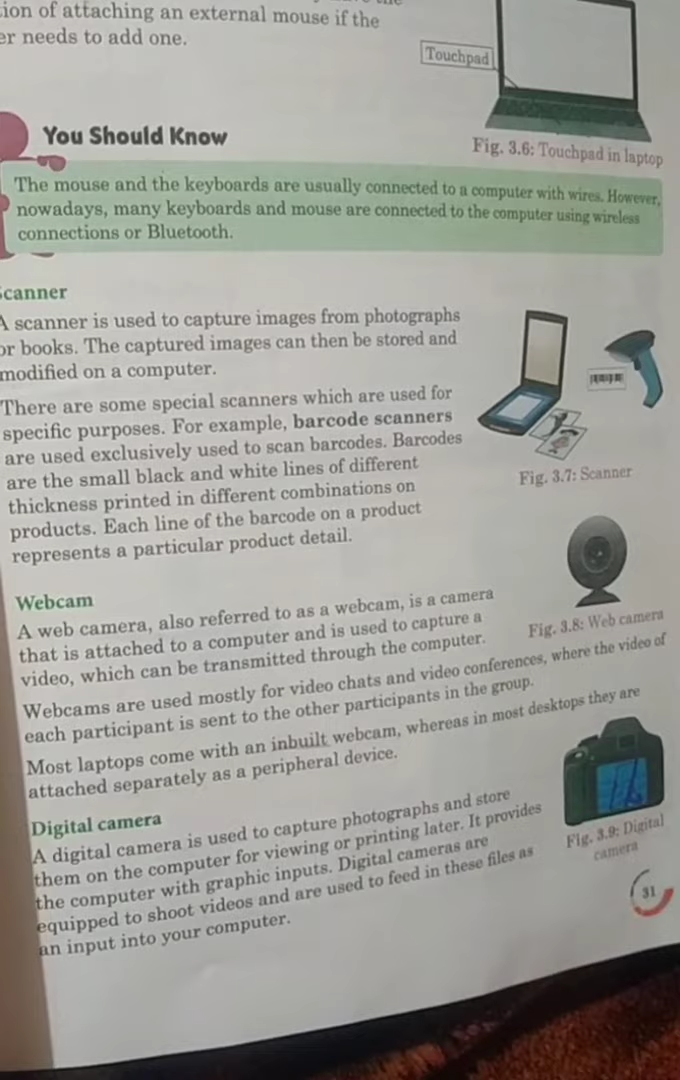 ion of attaching an external mouse if the
er needs to add one.
Touchpad
Fig. 3.6: Touchpad in laptop
You Should Know
The mouse and the keyboards are usually connected to a computer with wires. However,
nowadays, many keyboards and mouse are connected to the computer using wireless
connections or Bluetooth.
Scanner
A scanner is used to capture images from photographs
or books. The captured images can then be stored and
modified on a computer.
There are some special scanners which are used for
specific purposes. For example, barcode scanners
are used exclusively used to scan barcodes. Barcodes
are the small black and white lines of different
thickness printed in different combinations on
products. Each line of the barcode on a product
represents a particular product detail.
Fig. 3.7: Scanner
Webcam
A web camera, also referred to as a webcam, is a camera
that is attached to a computer and is used to capture a
video, which can be transmitted through the computer.
Fig. 3.8: Web camera
Webcams are used mostly for video chats and video conferences, where the video of
each participant is sent to the other participants in the group.
Most laptops come with an inbuilt webcam, whereas in most desktops they are
attached separately as a peripheral device.
Digital camera
A digital camera is used to capture photographs and store
them on the computer for viewing or printing later. It provides
the computer with graphic inputs. Digital cameras are
equipped to shoot videos and are used to feed in these files as
an input into your computer.
Fig. 3.9: Digital
camera
31